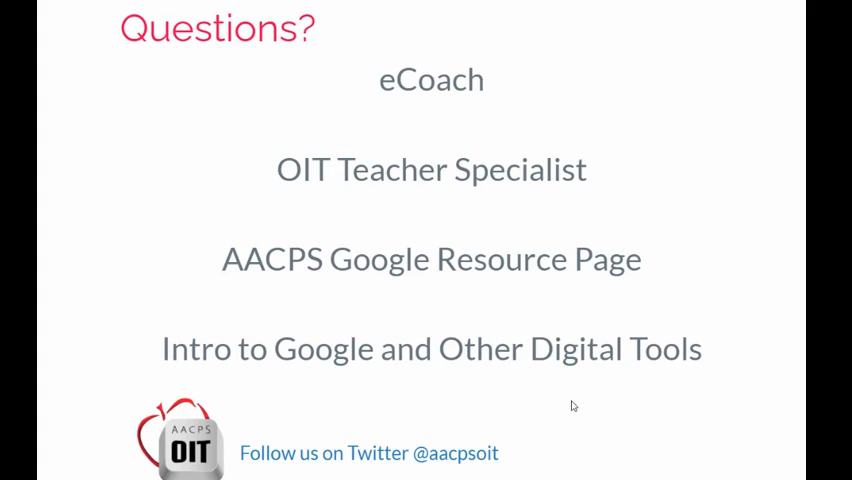 Questions?
eCoach
OIT Teacher Specialist
AACPS Google Resource Page
Intro to Google and Other Digital Tools
AACPS
OIT
Follow us on Twitter @aacpsoit